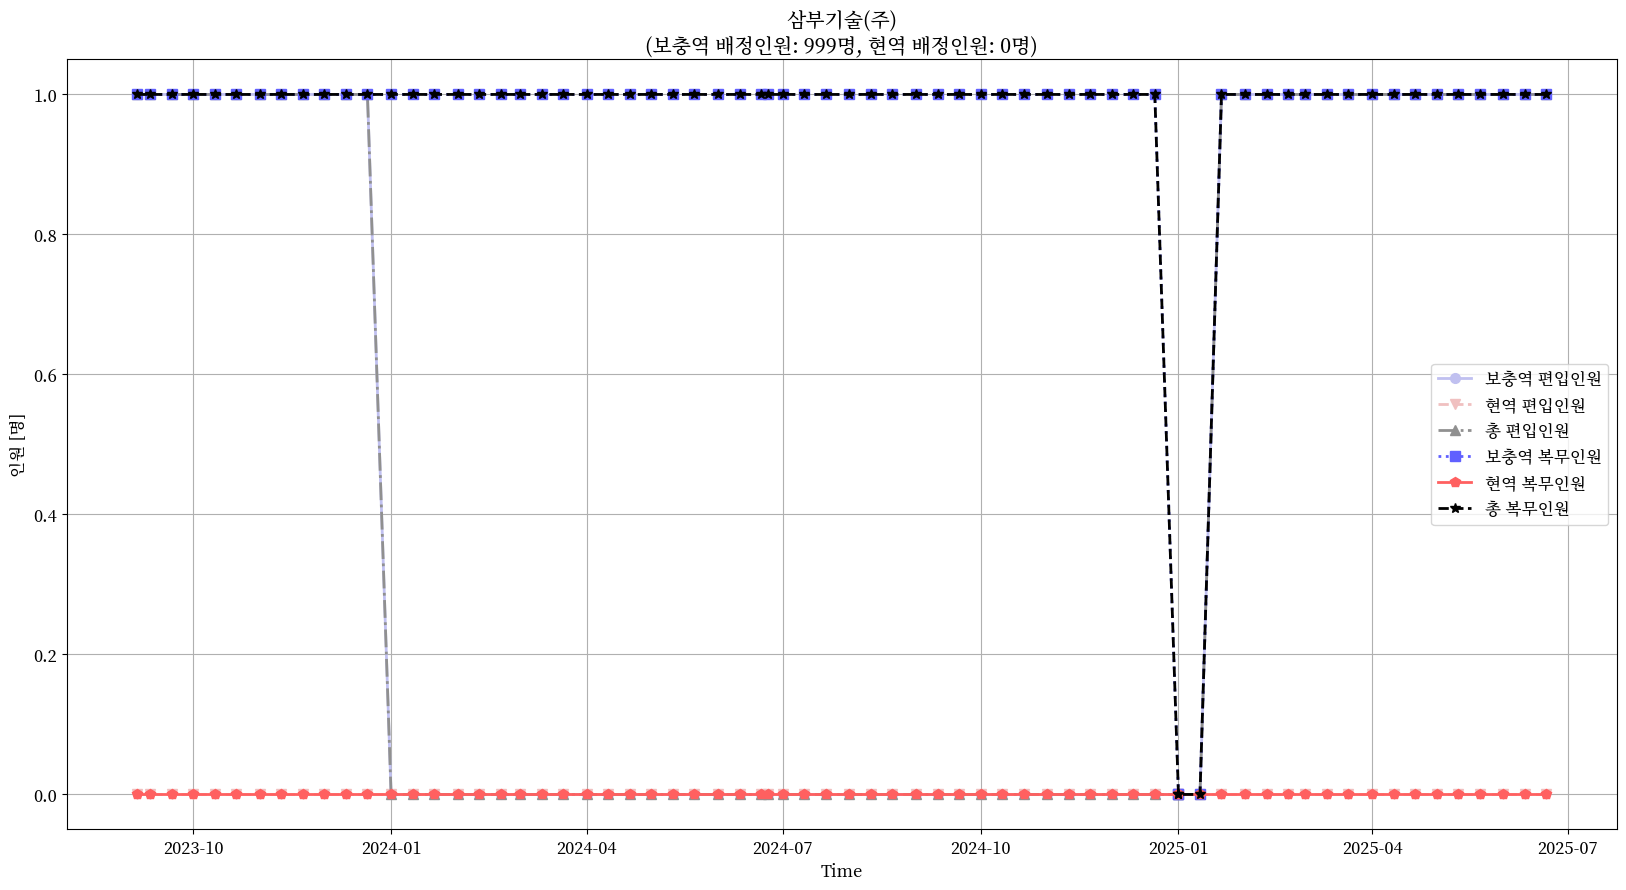 삼부기술(주)
(보충역 배정인원: 999명, 현역 배정인원: 0명)
1.0
0.8
0.6
0.4
0.2
0.0
인원 [명]
보충역 편입인원
현역 편입인원
총 편입인원
보충역 복무인원
현역 복무인원
총 복무인원
2023-10
2024-01
2024-04
2024-07
2024-10
2025-01
2025-04
2025-07
Time